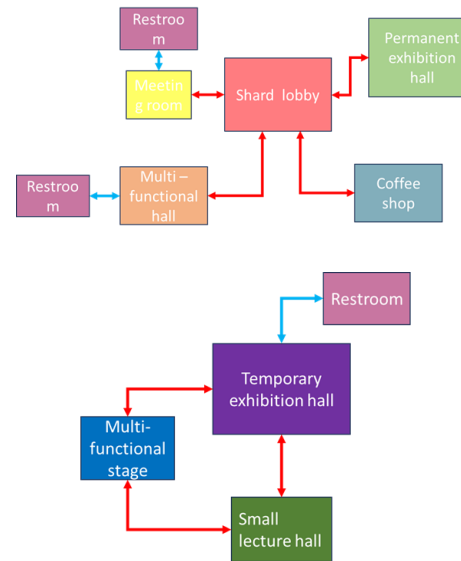 Restroo
m
Meetin
g room
Shard lobby
Permanent
exhibition
hall
Restroo
m
Multi –
functional
hall
Coffee
shop
Restroom
Temporary
exhibition hall
Multi-
functional
stage
Small
lecture hall